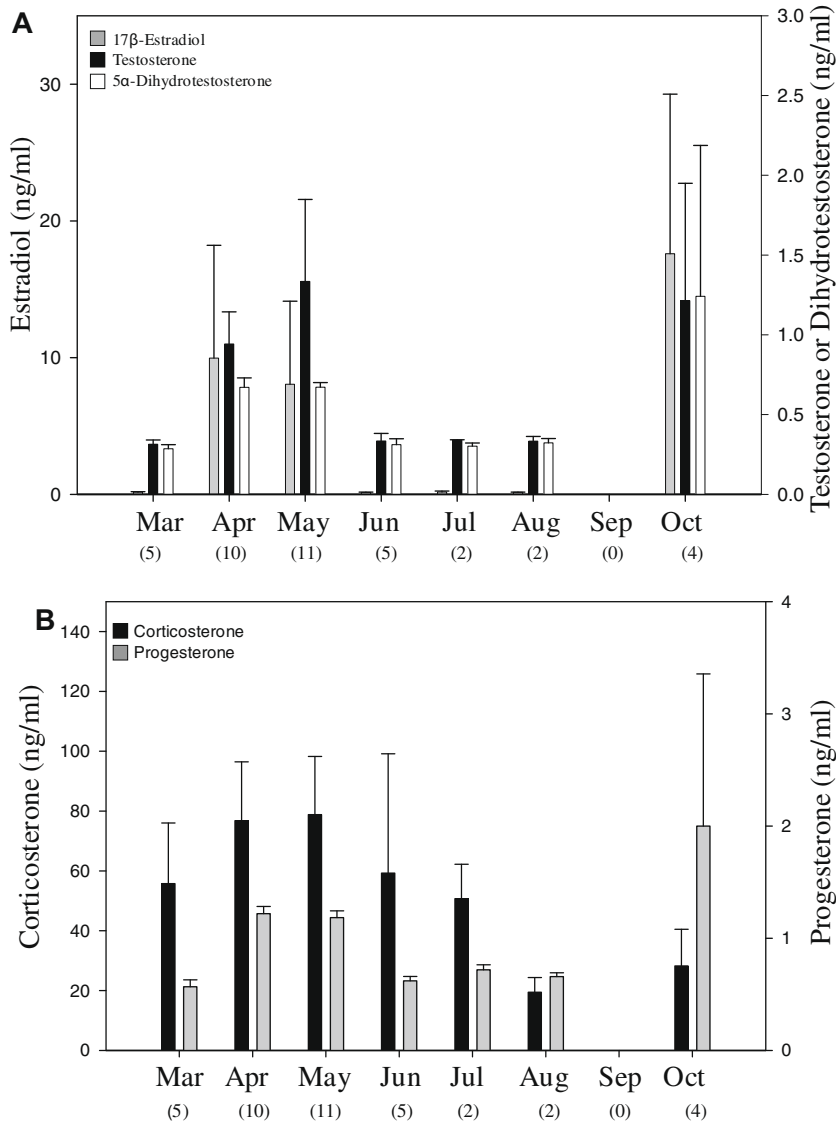 A
17β-Estradiol
Testosterone
5α-Dihydrotestosterone
Estradiol (ng/ml)
30
20
10
0
Testosterone or Dihydrotestosterone (ng/ml)
3.0
2.5
2.0
1.5
1.0
0.5
0.0
Mar Apr May Jun Jul Aug Sep Oct
(5) (10) (11) (5) (2) (2) (0) (4)
B
Corticosterone
Progesterone
Corticosterone (ng/ml)
140
120
100
80
60
40
20
0
Progesterone (ng/ml)
4
3
2
1
0
Mar Apr May Jun Jul Aug Sep Oct
(5) (10) (11) (5) (2) (2) (0) (4)